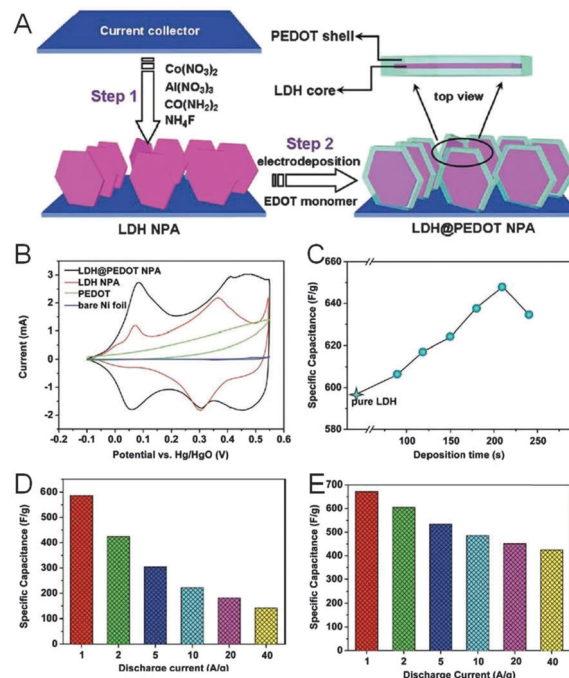 A
Current collector
Co(NO3)2
Al(NO3)3
CO(NH2)2
NH4F
Step 1
LDH NPA
Step 2
electrodeposition
EDOT monomer
PEDOT shell
LDH core
top view
LDH@PEDOT NPA
B
LDH@PEDOT NPA
LDH NPA
PEDOT
bare Ni foil
Current (mA)
3
2
1
0
-1
-2
-0.2 -0.1 0.0 0.1 0.2 0.3 0.4 0.5 0.6
Potential vs. Hg/HgO (V)
C
Specific Capacitance (F/g)
660
640
620
600
580
pure LDH
100 150 200 250
Deposition time (s)
D
Specific Capacitance (F/g)
600
500
400
300
200
100
0
1 2 5 10 20 40
Discharge current (A/g)
E
Specific Capacitance (F/g)
700
600
500
400
300
200
100
0
1 2 5 10 20 40
Discharge Current (A/g)